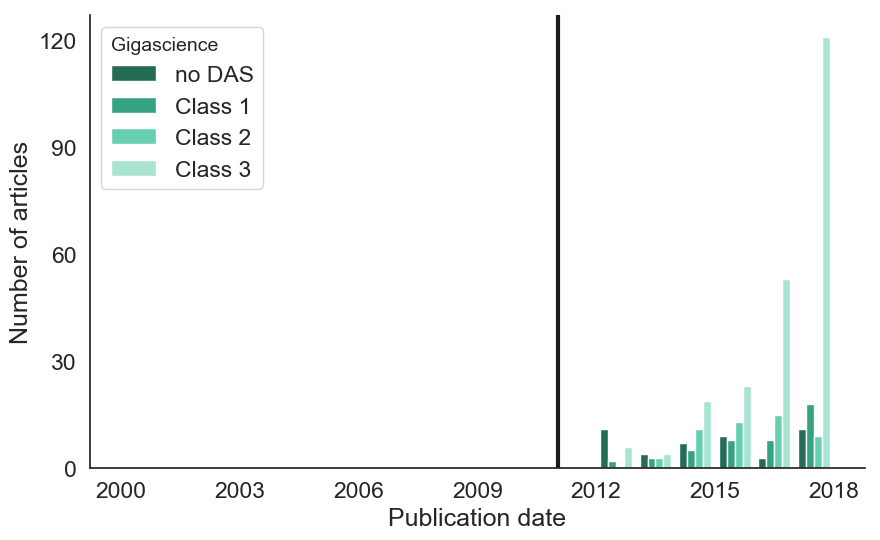 Gigascience
no DAS
Class 1
Class 2
Class 3
Number of articles
120
90
60
30
0
2000 2003 2006 2009 2012 2015 2018
Publication date